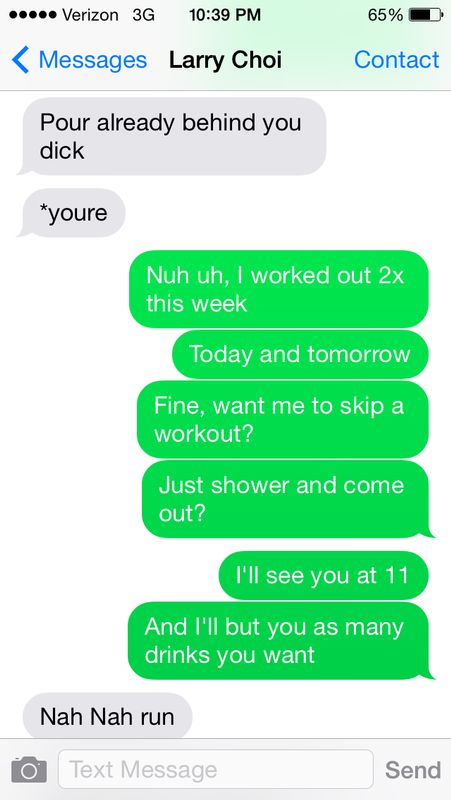 Verizon 3G 10:39 PM 65%
Messages Larry Choi Contact
Pour already behind you
dick
*youre
Nuh uh, I worked out 2x
this week
Today and tomorrow
Fine, want me to skip a
workout?
Just shower and come
out?
I'll see you at 11
And I'll but you as many
drinks you want
Nah Nah run
Text Message Send